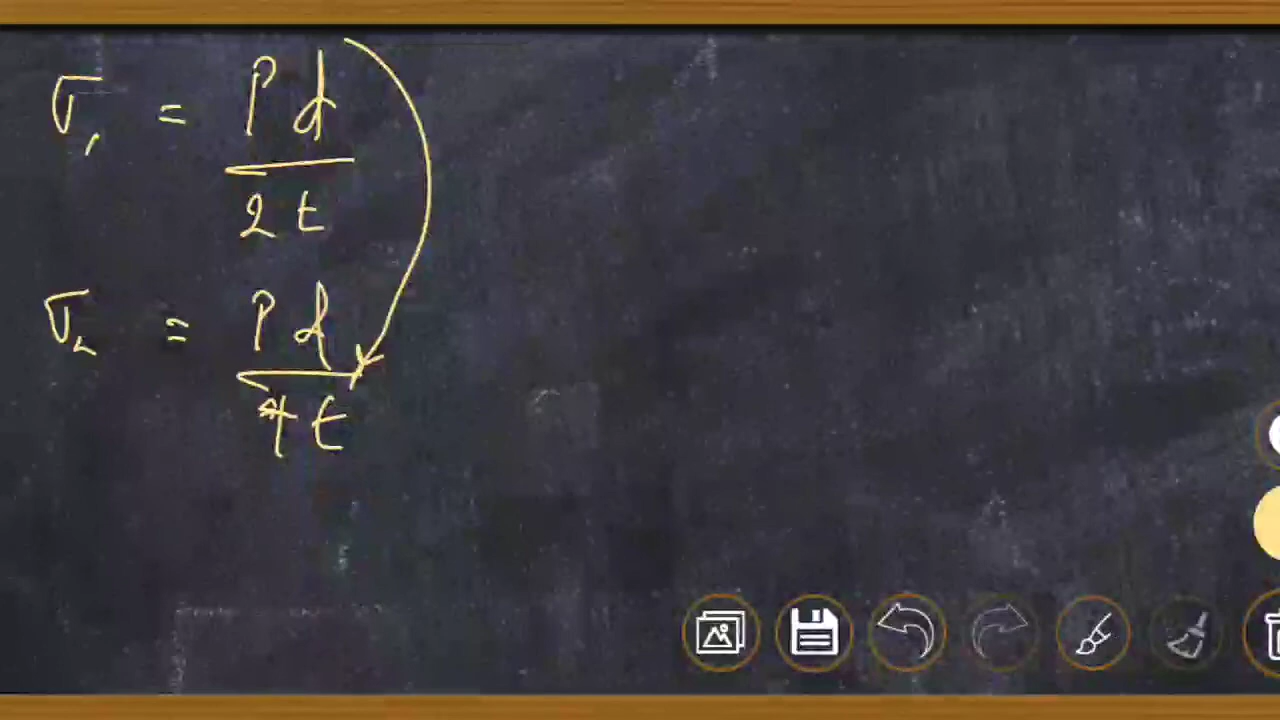 σ₁ = Pd
2t
σ₂ = Pd
4t